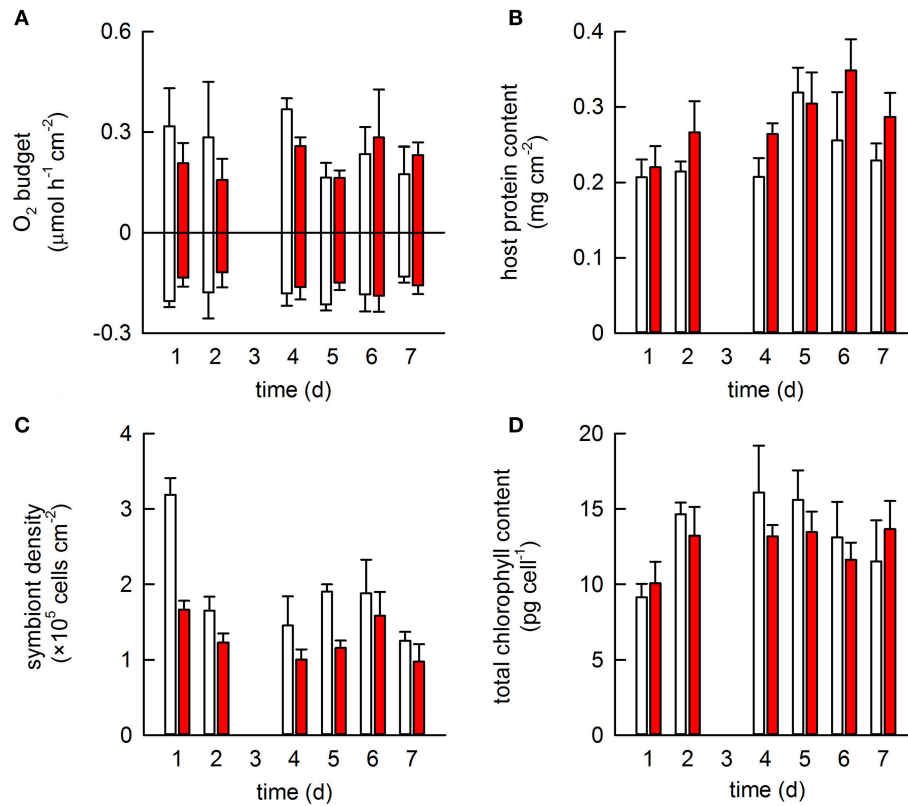 A
0.6
0.3
0
-0.3
O₂ budget
(µmol h⁻¹ cm⁻²)
1 2 3 4 5 6 7
time (d)
B
0.4
0.3
0.2
0.1
0
host protein content
(mg cm⁻²)
1 2 3 4 5 6 7
time (d)
C
4
3
2
1
0
symbiont density
(×10⁵ cells cm⁻²)
1 2 3 4 5 6 7
time (d)
D
20
15
10
5
0
total chlorophyll content
(pg cell⁻¹)
1 2 3 4 5 6 7
time (d)